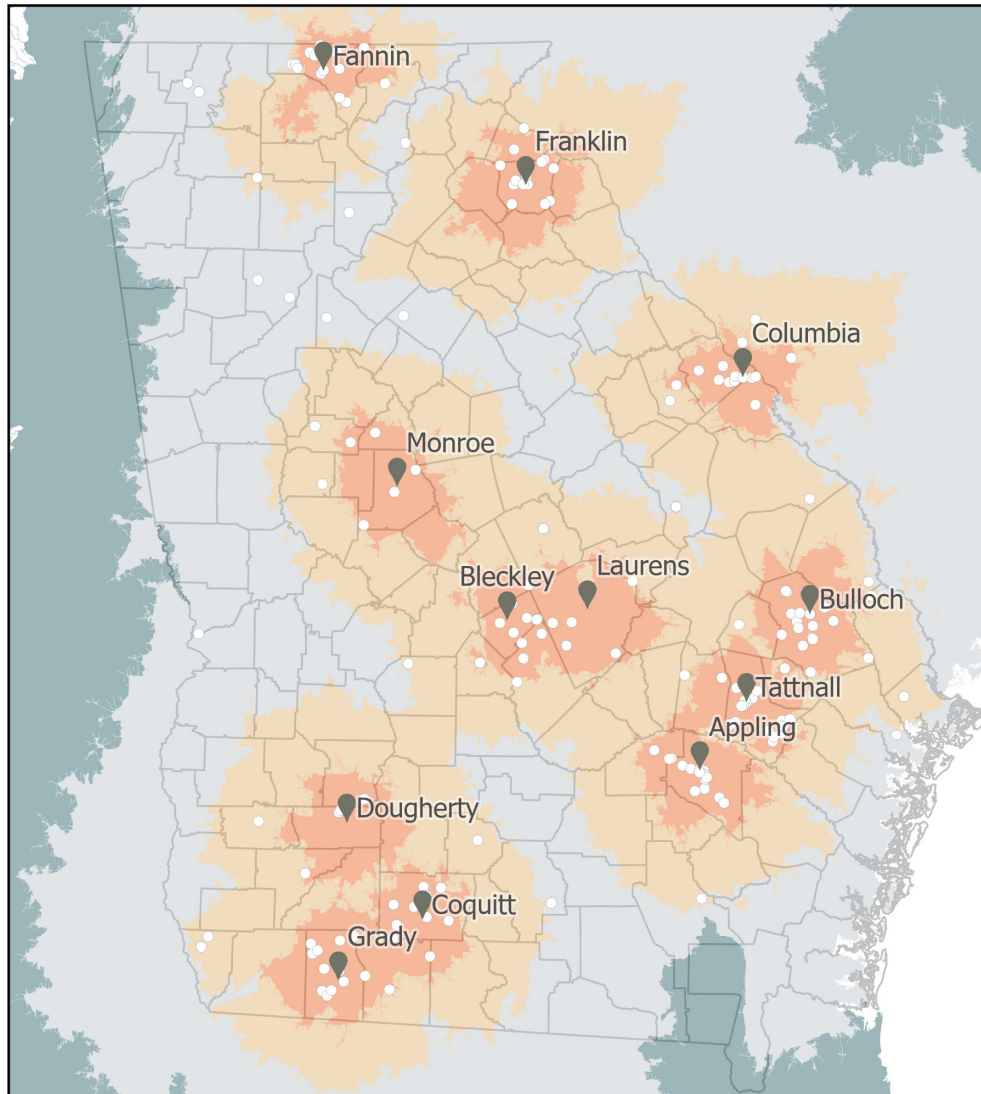 Fannin
Franklin
Columbia
Monroe
Laurens
Bleckley
Bulloch
Tattnall
Appling
Dougherty
Coquitt
Grady